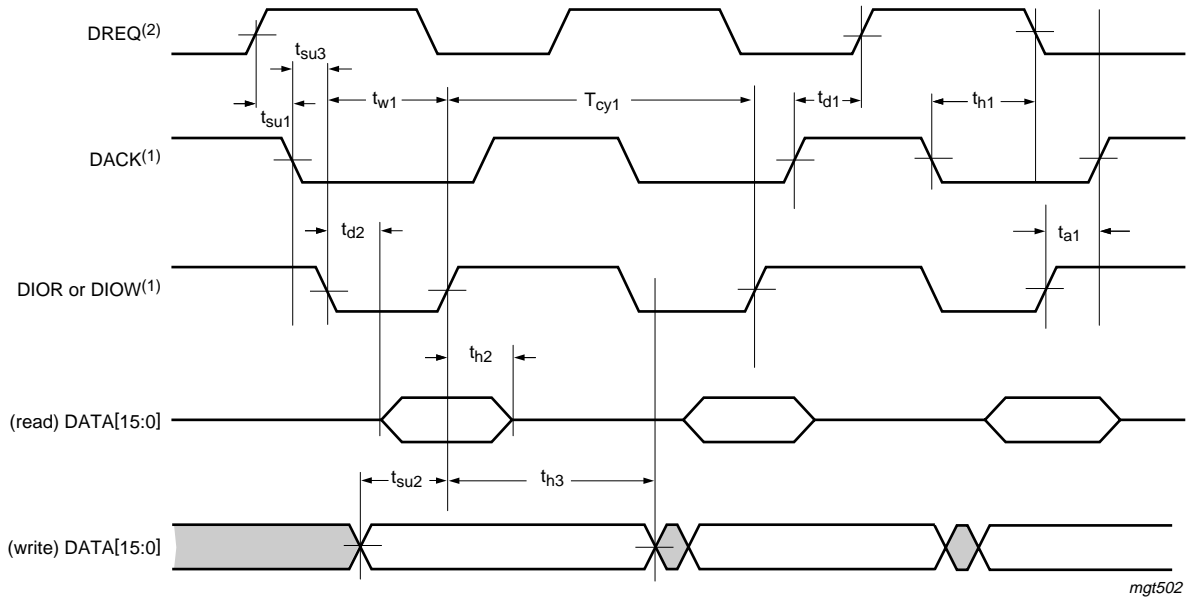 DREQ(2)
tsu3
tw1
Tcy1
td1
th1
tsu1
DACK(1)
td2
ta1
DIOR or DIOW(1)
th2
(read) DATA[15:0]
tsu2
th3
(write) DATA[15:0]
mgt502